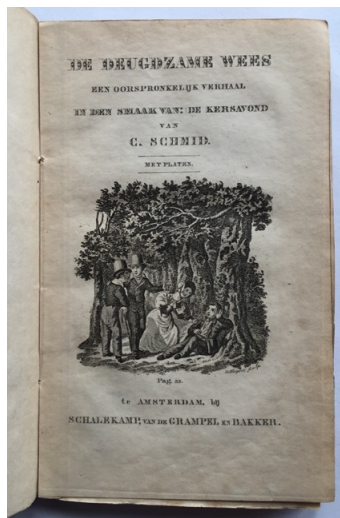 DE DEUGDZAME WEES
EEN OORSPRONKELIJK VERHAAL
IN DEN SMAAK VAN: DE KERSAVOND
VAN
C. SCHMID.
MET PLATEN.
Pag. 22.
te AMSTERDAM, bij
SCHALEKAMP, VAN DE GRAMPEL EN BAKKER.